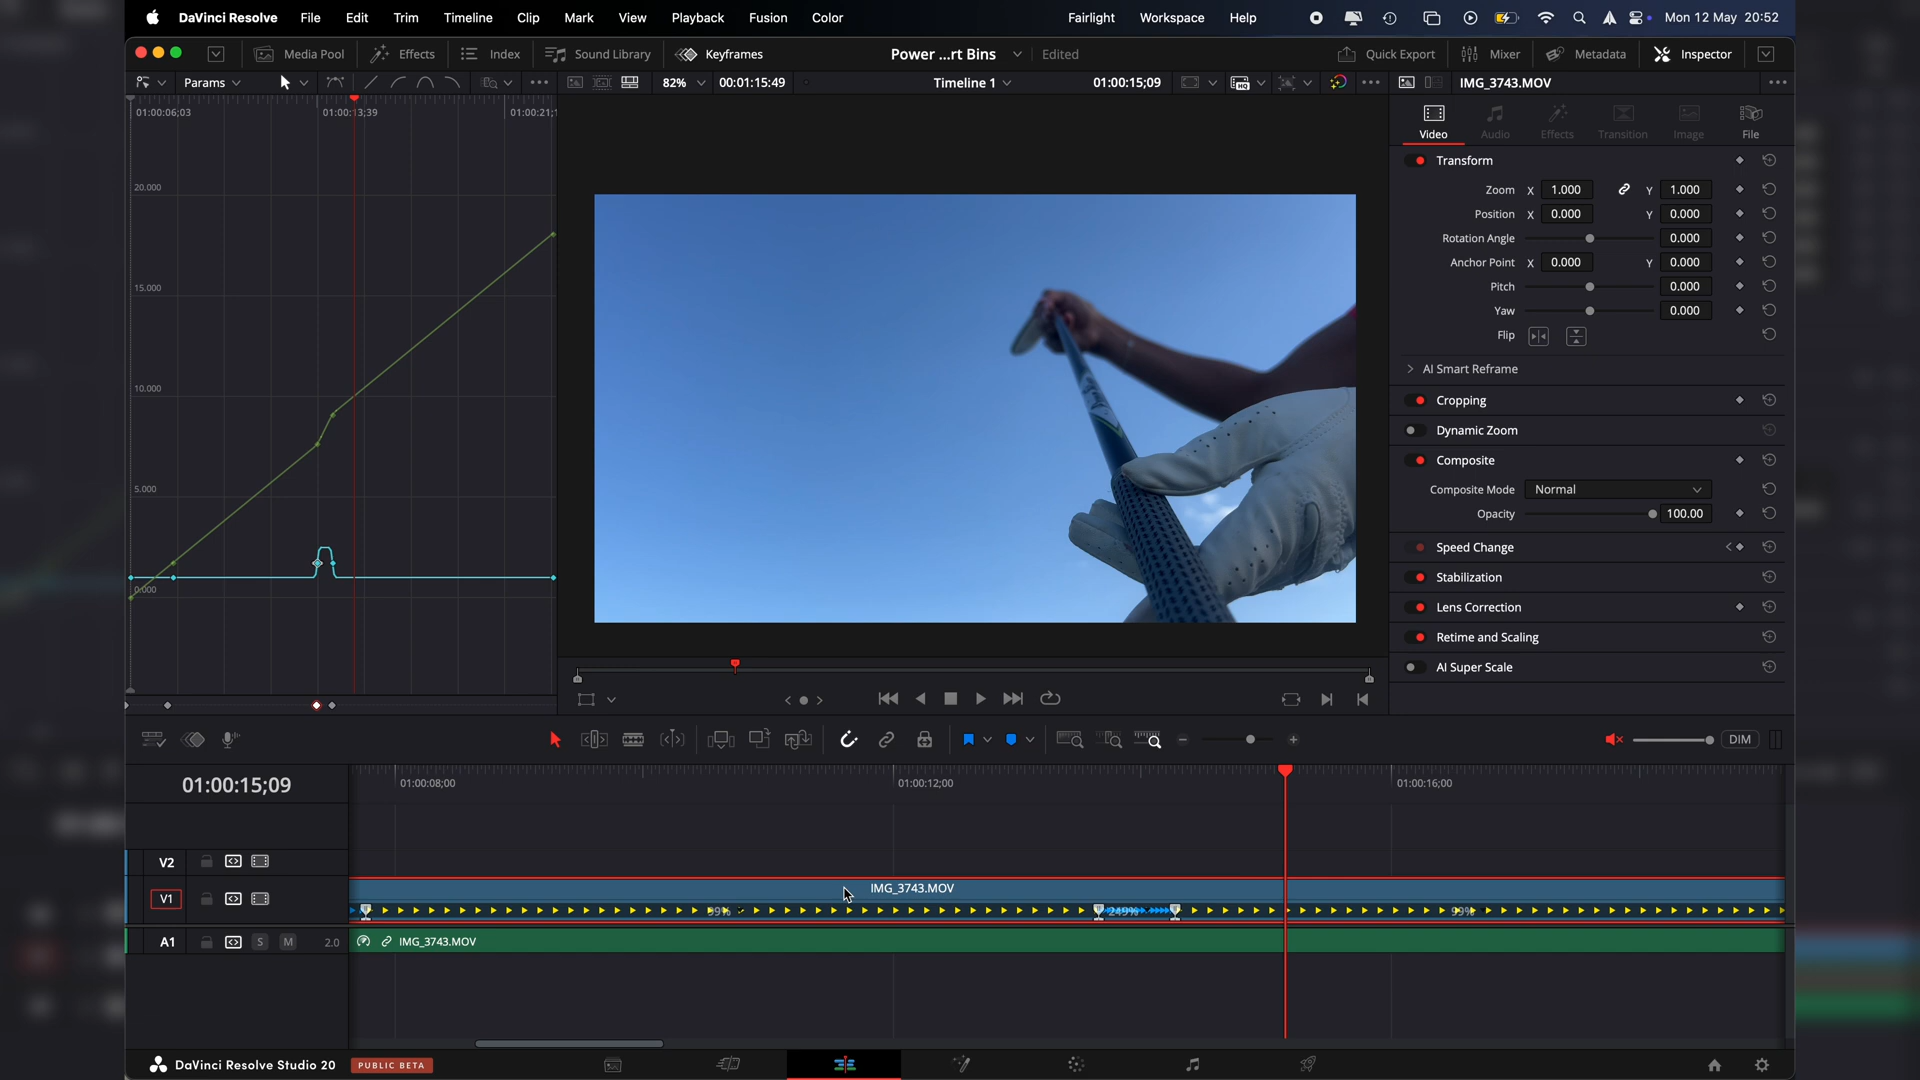 DaVinci Resolve File Edit Trim Timeline Clip Mark View Playback Fusion Color Fairlight Workspace Help Mon 12 May 20:52
Media Pool Effects Index Sound Library Keyframes Power ...rt Bins Edited Quick Export Mixer Metadata Inspector
Params 82% 00:01:15:49 Timeline 1 01:00:15;09 IMG_3743.MOV
01:00:06;03 01:00:13;39 01:00:21;
Video Audio Effects Transition Image File
Transform
20.000
Zoom X 1.000 Y 1.000
Position X 0.000 Y 0.000
Rotation Angle 0.000
Anchor Point X 0.000 Y 0.000
15.000
Pitch 0.000
Yaw 0.000
Flip
AI Smart Reframe
10.000
Cropping
Dynamic Zoom
Composite
5.000
Composite Mode Normal
Opacity 100.00
Speed Change
Stabilization
0.000
Lens Correction
Retime and Scaling
AI Super Scale
DIM
01:00:15;09
01:00:08;00 01:00:12;00 01:00:16;00
V2
V1 IMG_3743.MOV
99% 249% 99%
A1 S M 2.0 IMG_3743.MOV
DaVinci Resolve Studio 20 PUBLIC BETA